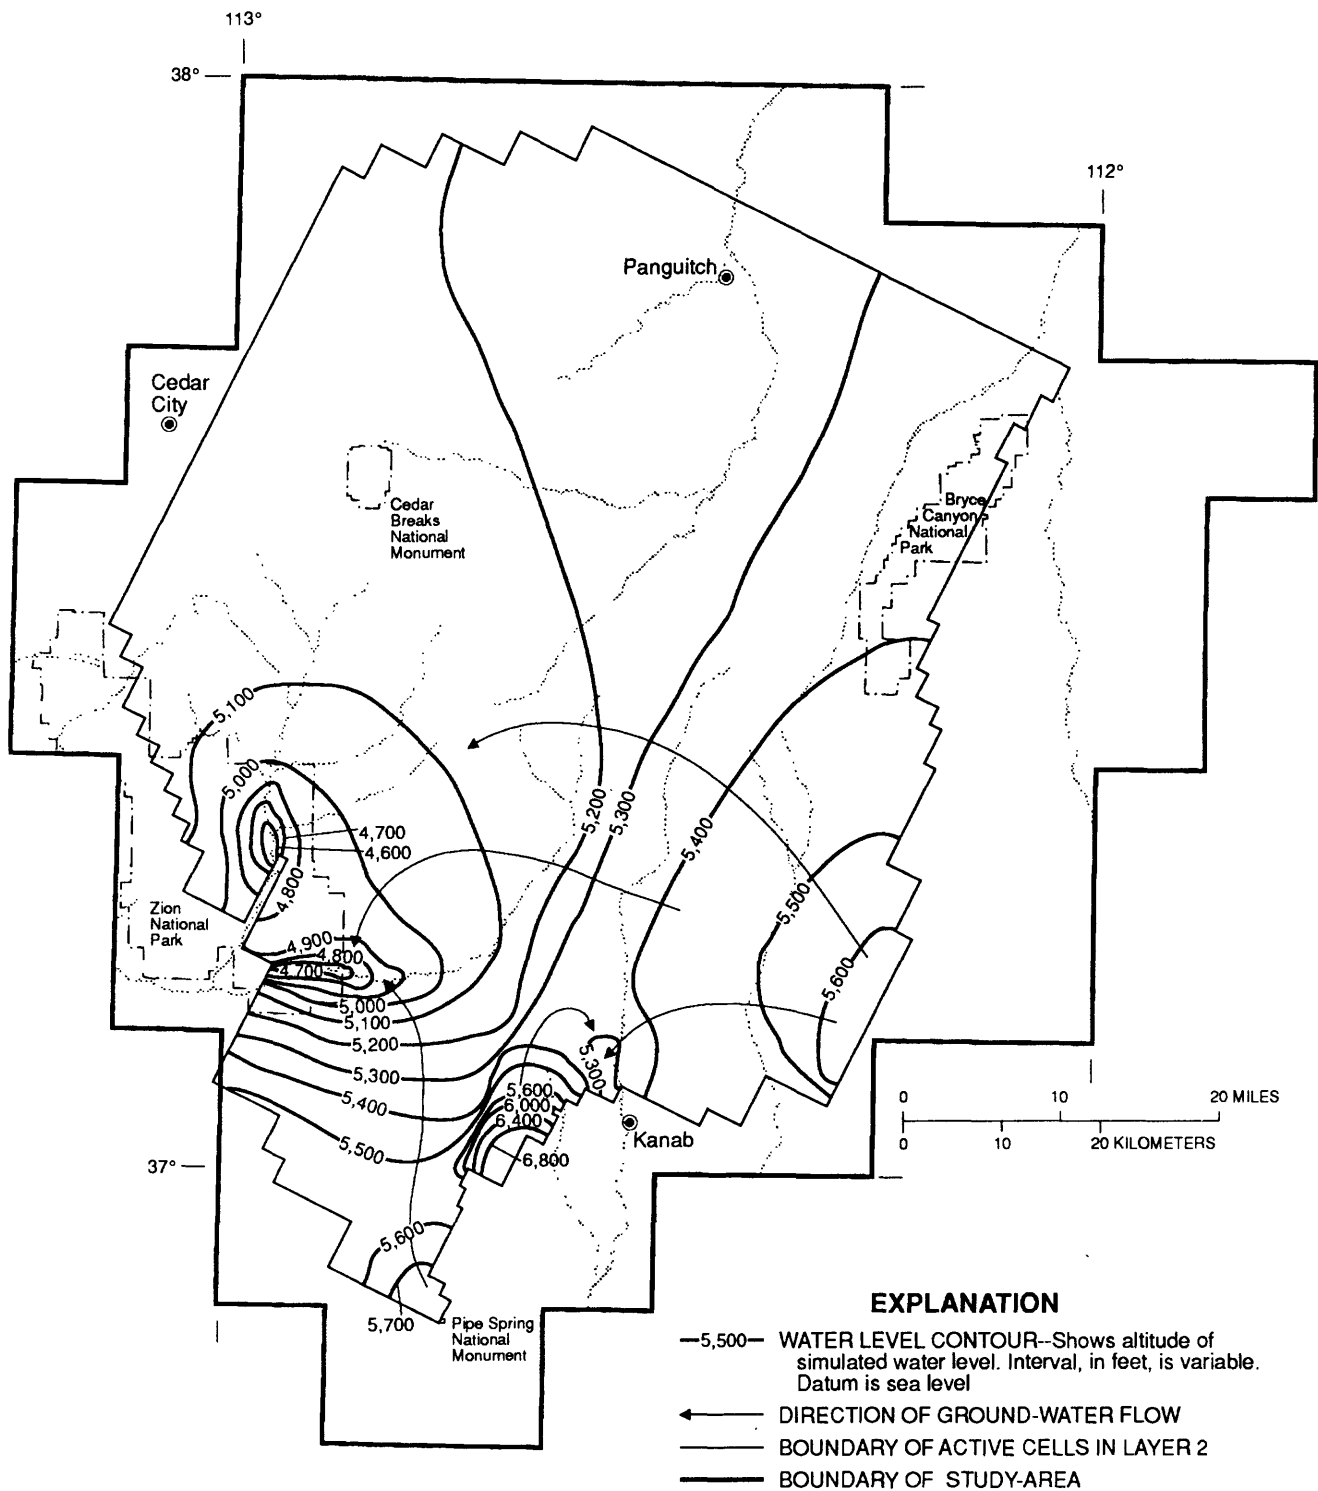 113°
38°
112°
Panguitch
Cedar
City
Cedar
Breaks
National
Monument
Bryce
Canyon
National
Park
5,100
5,000
4,700
4,600
4,800
5,200
5,300
5,400
5,500
5,600
Zion
National
Park
4,900
4,800
4,700
5,000
5,100
5,200
5,300
5,400
5,500
5,300
5,600
6,000
6,400
6,800
Kanab
0 10 20 MILES
0 10 20 KILOMETERS
37°
5,600
5,700
Pipe Spring
National
Monument
EXPLANATION
5,500 WATER LEVEL CONTOUR--Shows altitude of
simulated water level. Interval, in feet, is variable.
Datum is sea level
DIRECTION OF GROUND-WATER FLOW
BOUNDARY OF ACTIVE CELLS IN LAYER 2
BOUNDARY OF STUDY-AREA